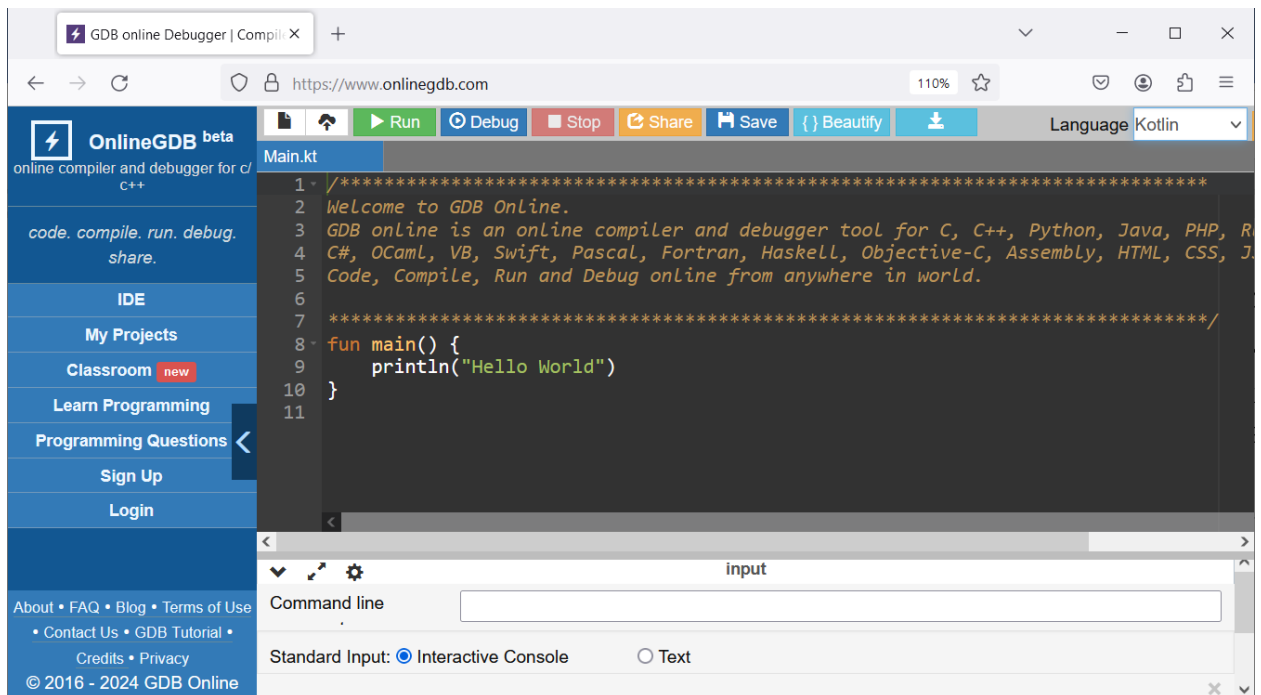 GDB online Debugger | Compil
https://www.onlinegdb.com
110%
OnlineGDB beta
online compiler and debugger for c/
c++
code. compile. run. debug.
share.
IDE
My Projects
Classroom new
Learn Programming
Programming Questions
Sign Up
Login
About • FAQ • Blog • Terms of Use
• Contact Us • GDB Tutorial •
Credits • Privacy
© 2016 - 2024 GDB Online
Run Debug Stop Share Save { } Beautify
Language Kotlin
Main.kt
1 /******************************************************************************
2 Welcome to GDB Online.
3 GDB online is an online compiler and debugger tool for C, C++, Python, Java, PHP,
4 C#, OCaml, VB, Swift, Pascal, Fortran, Haskell, Objective-C, Assembly, HTML, CSS,
5 Code, Compile, Run and Debug online from anywhere in world.
6
7 *******************************************************************************/
8 fun main() {
9 println("Hello World")
10 }
11
input
Command line
Standard Input: Interactive Console Text